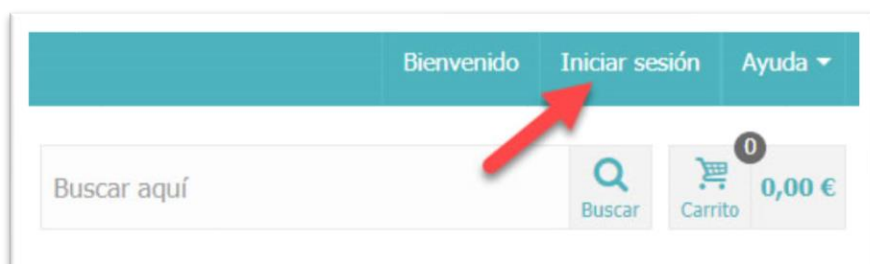 Bienvenido Iniciar sesión Ayuda
0
Buscar aquí
0,00 €
Buscar Carrito